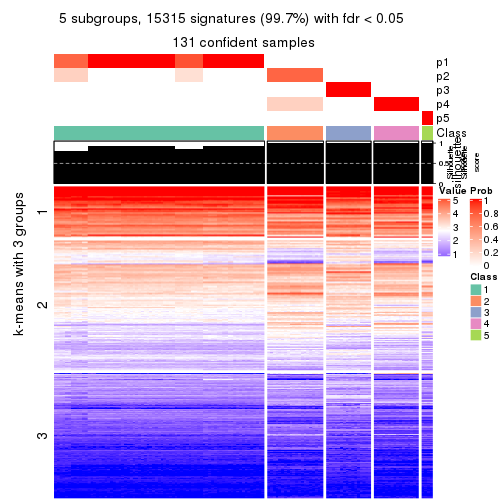 5 subgroups, 15315 signatures (99.7%) with fdr < 0.05
131 confident samples
p1
p2
p3
p4
p5
Class
1
0.5
0
silhouette
score
k-means with 3 groups
1
2
3
Value
5
4
3
2
1
Prob
1
0.8
0.6
0.4
0.2
0
Class
1
2
3
4
5